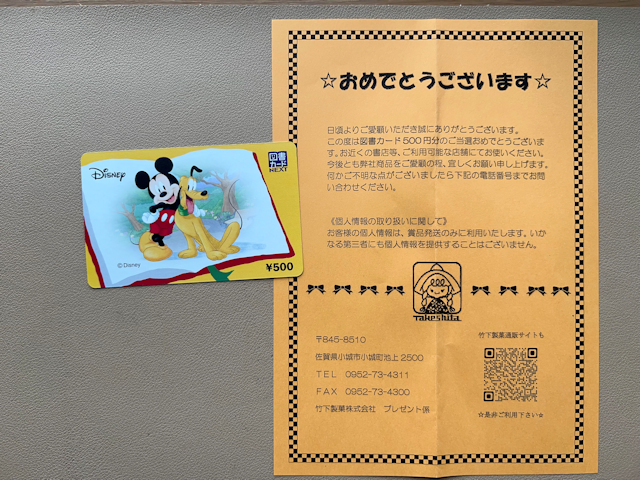 DISNEY
図書
カード
NEXT
©Disney
¥500
☆おめでとうございます☆
日頃よりご愛顧いただき誠にありがとうございます。
この度は図書カード500円分のご当選おめでとうございま
す。お近くの書店等、ご利用可能な店舗にてお使いください。
今後とも弊社商品をご愛顧の程、宜しくお願い申し上げます。
何かご不明な点がございましたら下記の電話番号までお問
い合わせください。
《個人情報の取り扱いに関して》
お客様の個人情報は、賞品発送のみに利用いたします。いか
なる第三者にも個人情報を提供することはございません。
Takeshita
〒845-8510
佐賀県小城市小城町池上2500
TEL 0952-73-4311
FAX 0952-73-4300
竹下製菓株式会社 プレゼント係
竹下製菓通販サイトも
☆是非ご利用下さい☆